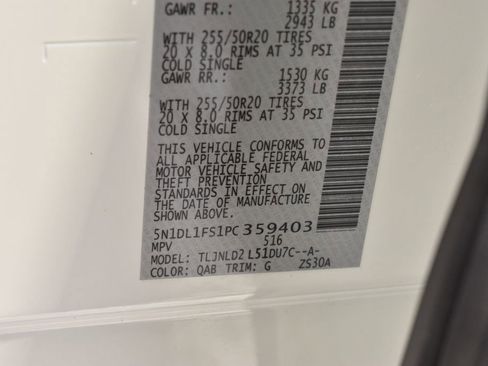 GAWR FR.: 1335 KG
2943 LB
WITH 255/50R20 TIRES
20 X 8.0 RIMS AT 35 PSI
COLD SINGLE
GAWR RR.: 1530 KG
3373 LB
WITH 255/50R20 TIRES
20 X 8.0 RIMS AT 35 PSI
COLD SINGLE
THIS VEHICLE CONFORMS TO
ALL APPLICABLE FEDERAL
MOTOR VEHICLE SAFETY AND
THEFT PREVENTION
STANDARDS IN EFFECT ON
THE DATE OF MANUFACTURE
SHOWN ABOVE.
5N1DL1FS1PC359403
MPV 516
MODEL: TLJNLD2 L51DU7C--A-
COLOR: QAB TRIM: G ZS30A